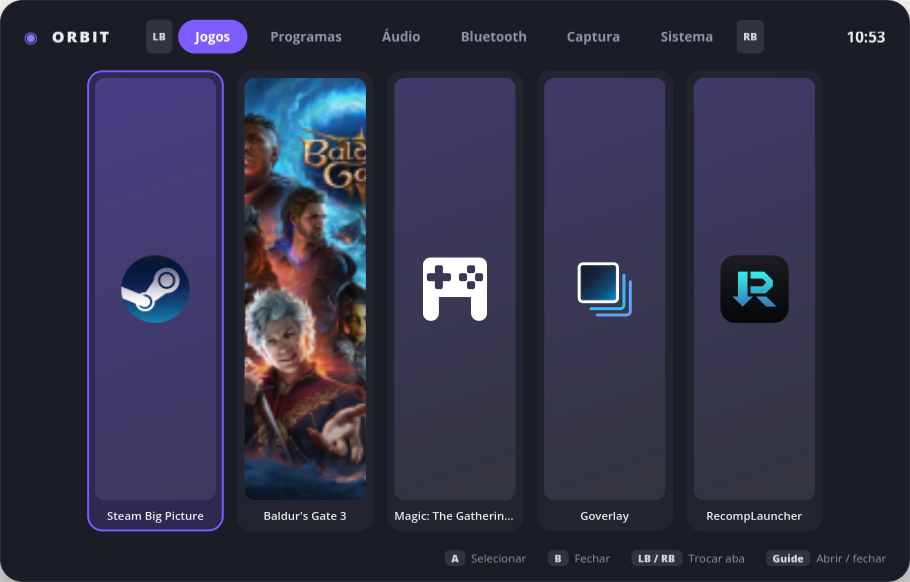 ORBIT LB Jogos Programas Áudio Bluetooth Captura Sistema RB 10:53
Steam Big Picture Baldur's Gate 3 Magic: The Gatherin... Goverlay RecompLauncher
A Selecionar B Fechar LB / RB Trocar aba Guide Abrir / fechar